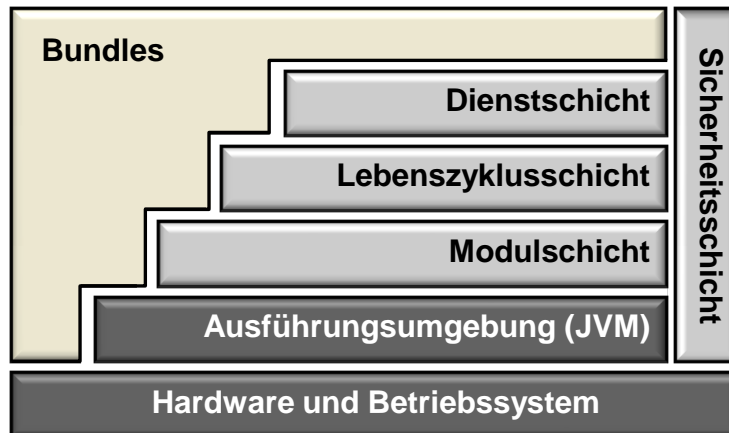 Bundles
Dienstschicht
Lebenszyklusschicht
Modulschicht
Ausführungsumgebung (JVM)
Sicherheitsschicht
Hardware und Betriebssystem